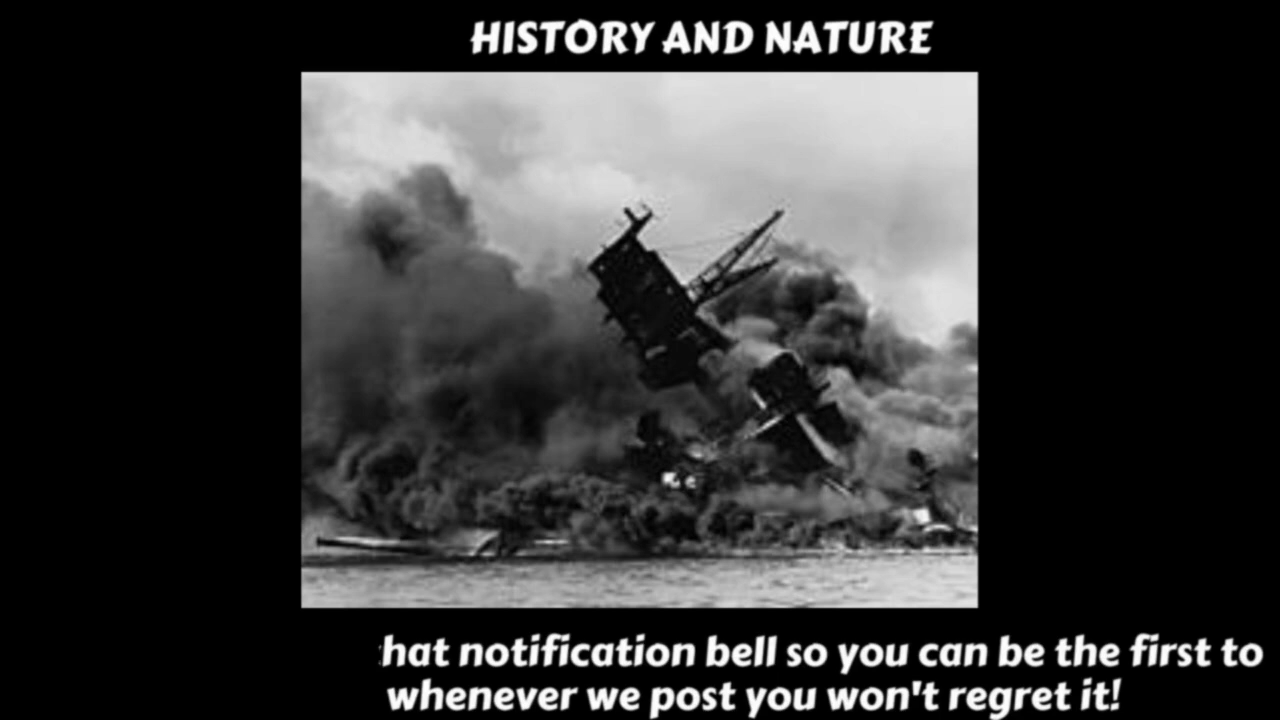 HISTORY AND NATURE
hat notification bell so you can be the first to
whenever we post you won't regret it!